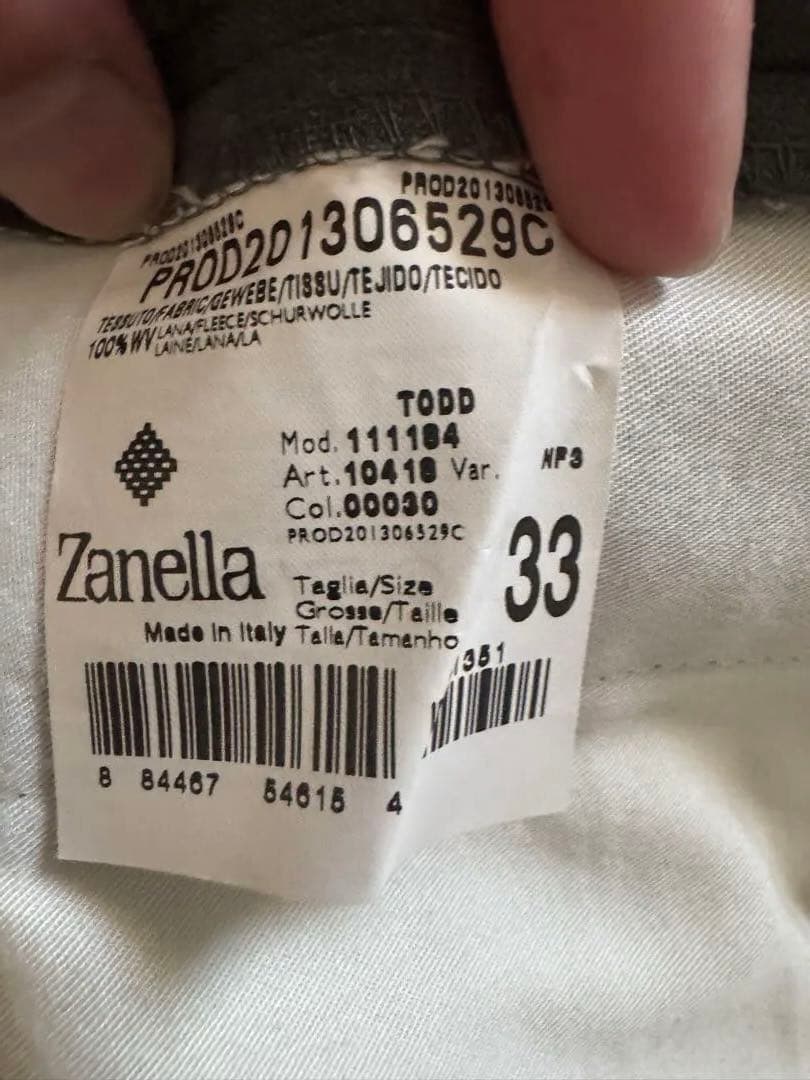 PROD2013065
PROD201306529C
PROD201306529C
TESSUTO/FABRIC/GEWEBE/TISSU/TEJIDO/TECIDO
100% WV LANA/FLEECE/SCHURWOLLE
LAINE/LANA/LA
TODD
Mod. 111184
Art. 10418 Var. NP3
Col. 00030
PROD201306529C
Zanella
Taglia/Size 33
Grosse/Taille
Made In Italy Talla/Tamanho
1351
8 84467 54615 4